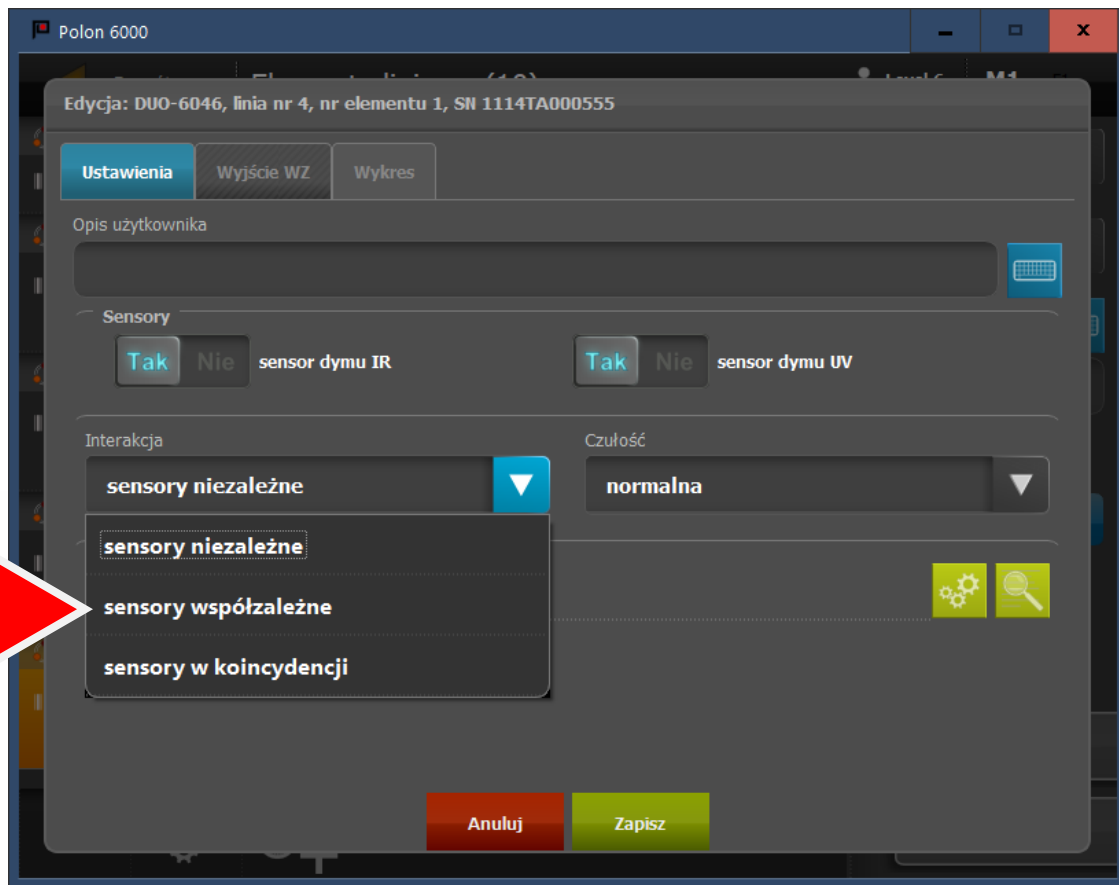 Polon 6000
Edycja: DUO-6046, linia nr 4, nr elementu 1, SN 1114TA000555
Ustawienia Wyjście WZ Wykres
Opis użytkownika
Sensory
Tak Nie sensor dymu IR Tak Nie sensor dymu UV
Interakcja Czułość
sensory niezależne normalna
sensory niezależne
sensory współzależne
sensory w koincydencji
Anuluj Zapisz